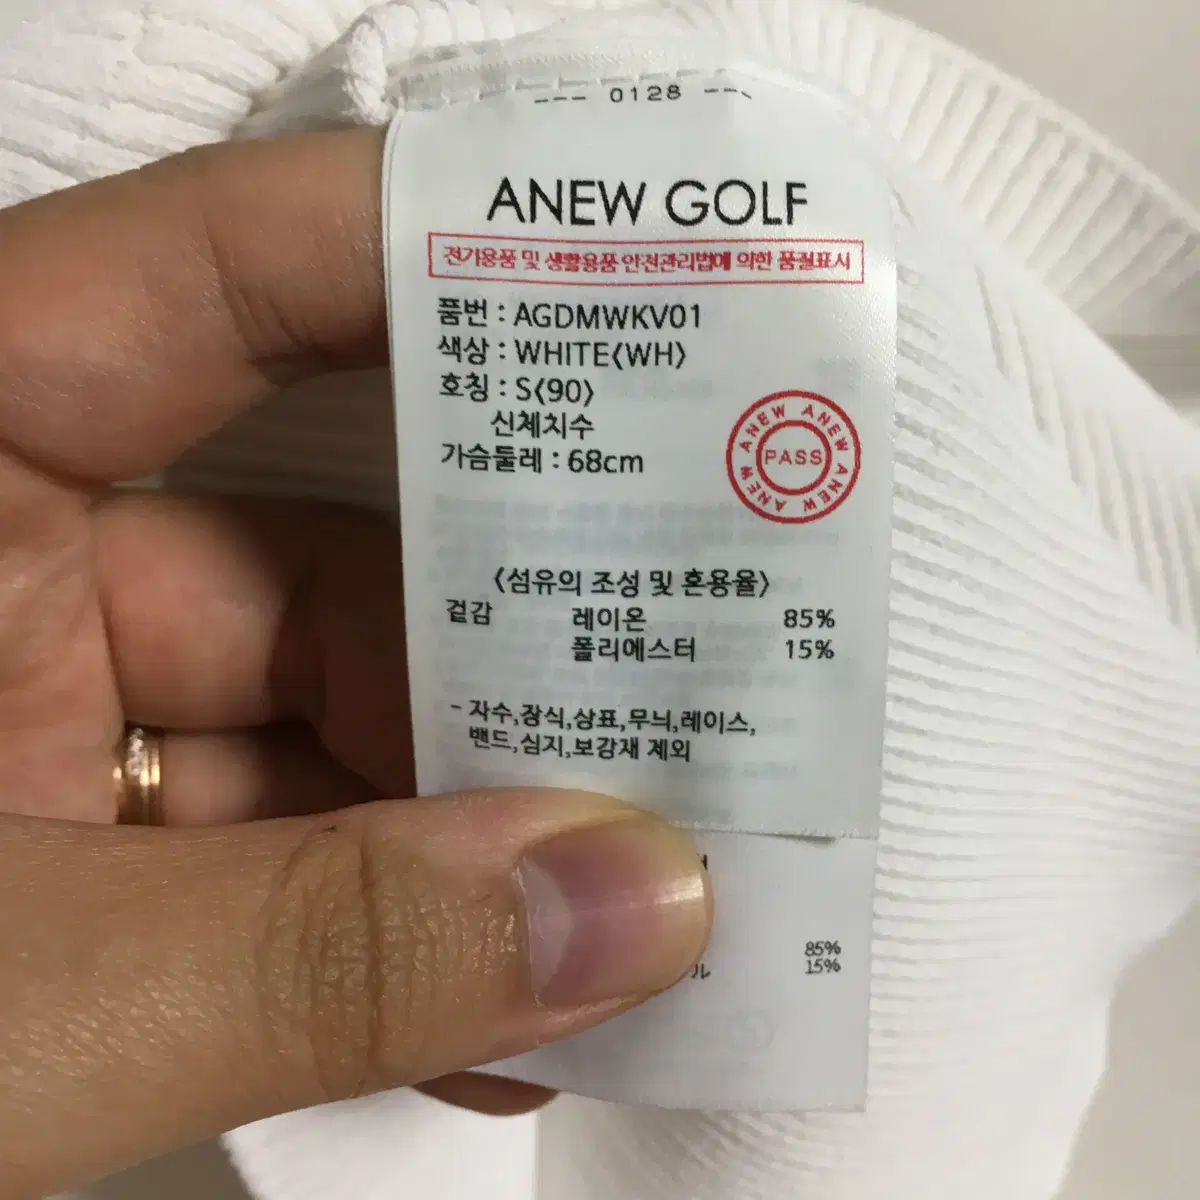 --- 0128 ---
ANEW GOLF
전기용품 및 생활용품 안전관리법에 의한 품질표시
품번 : AGDMWKV01
색상 : WHITE(WH)
호칭 : S(90)
신체치수
가슴둘레 : 68cm
ANEW ANEW ANEW ANEW
PASS
(섬유의 조성 및 혼용율)
겉감 레이온 85%
폴리에스터 15%
- 자수,장식,상표,무늬,레이스,
밴드,심지,보강재 제외
85%
ル 15%